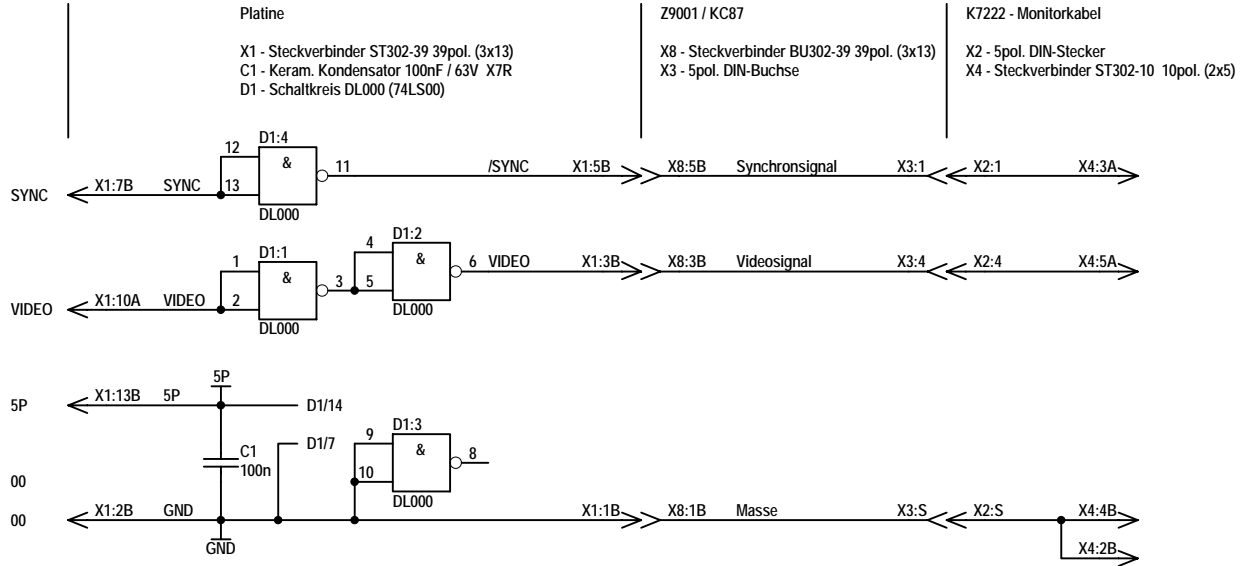 Platine
X1 - Steckverbinder ST302-39 39pol. (3x13)
C1 - Keram. Kondensator 100nF / 63V X7R
D1 - Schaltkreis DL000 (74LS00)
Z9001 / KC87
X8 - Steckverbinder BU302-39 39pol. (3x13)
X3 - 5pol. DIN-Buchse
K7222 - Monitorkabel
X2 - 5pol. DIN-Stecker
X4 - Steckverbinder ST302-10 10pol. (2x5)
D1:4
12
&
11
/SYNC
X1:5B
X8:5B
Synchronsignal
X3:1
X2:1
X4:3A
SYNC
X1:7B
SYNC
13
DL000
D1:2
4
&
6
VIDEO
X1:3B
X8:3B
Videosignal
X3:4
X2:4
X4:5A
D1:1
1
&
3
5
DL000
VIDEO
X1:10A
VIDEO
2
DL000
5P
5P
X1:13B
5P
D1/14
D1:3
9
&
8
D1/7
C1
100n
10
DL000
00
00
X1:2B
GND
X1:1B
X8:1B
Masse
X3:S
X2:S
X4:4B
GND
X4:2B